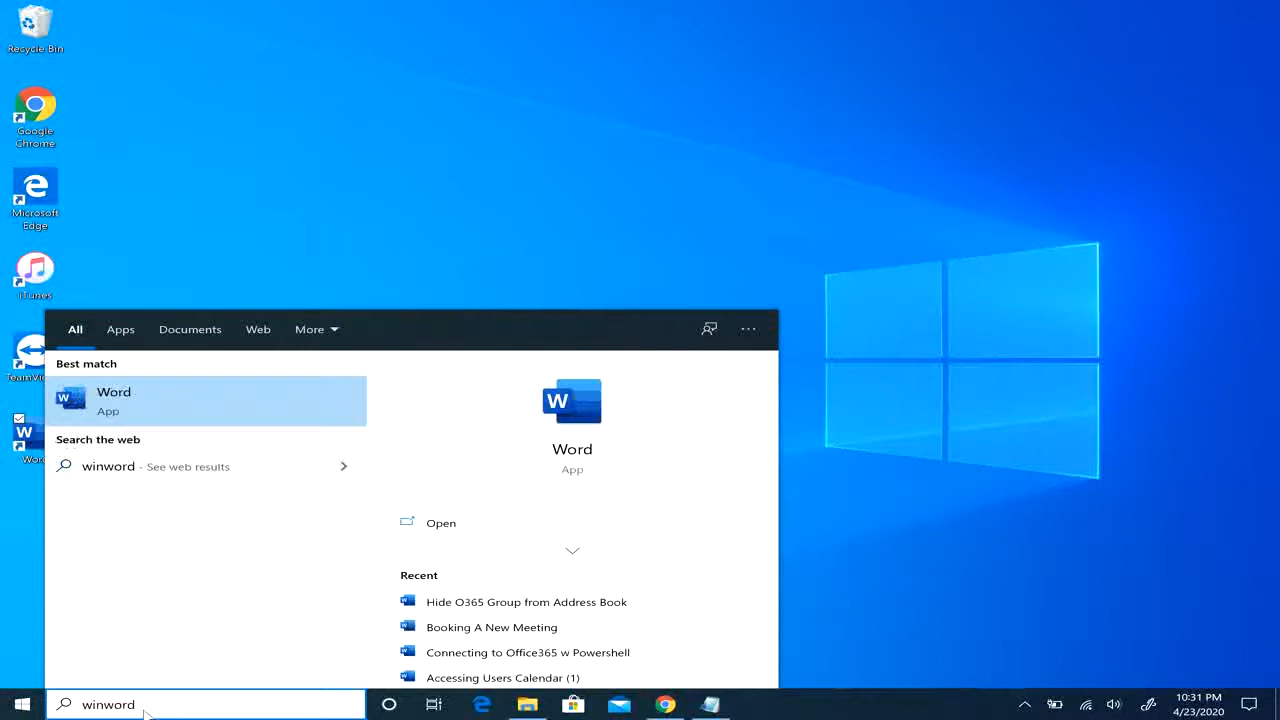 Recycle Bin
Google
Chrome
Microsoft
Edge
iTunes
TeamVie
Word
All Apps Documents Web More
Best match
Word
App
Search the web
winword - See web results
Word
App
Open
Recent
Hide O365 Group from Address Book
Booking A New Meeting
Connecting to Office365 w Powershell
Accessing Users Calendar (1)
winword
10:31 PM
4/23/2020